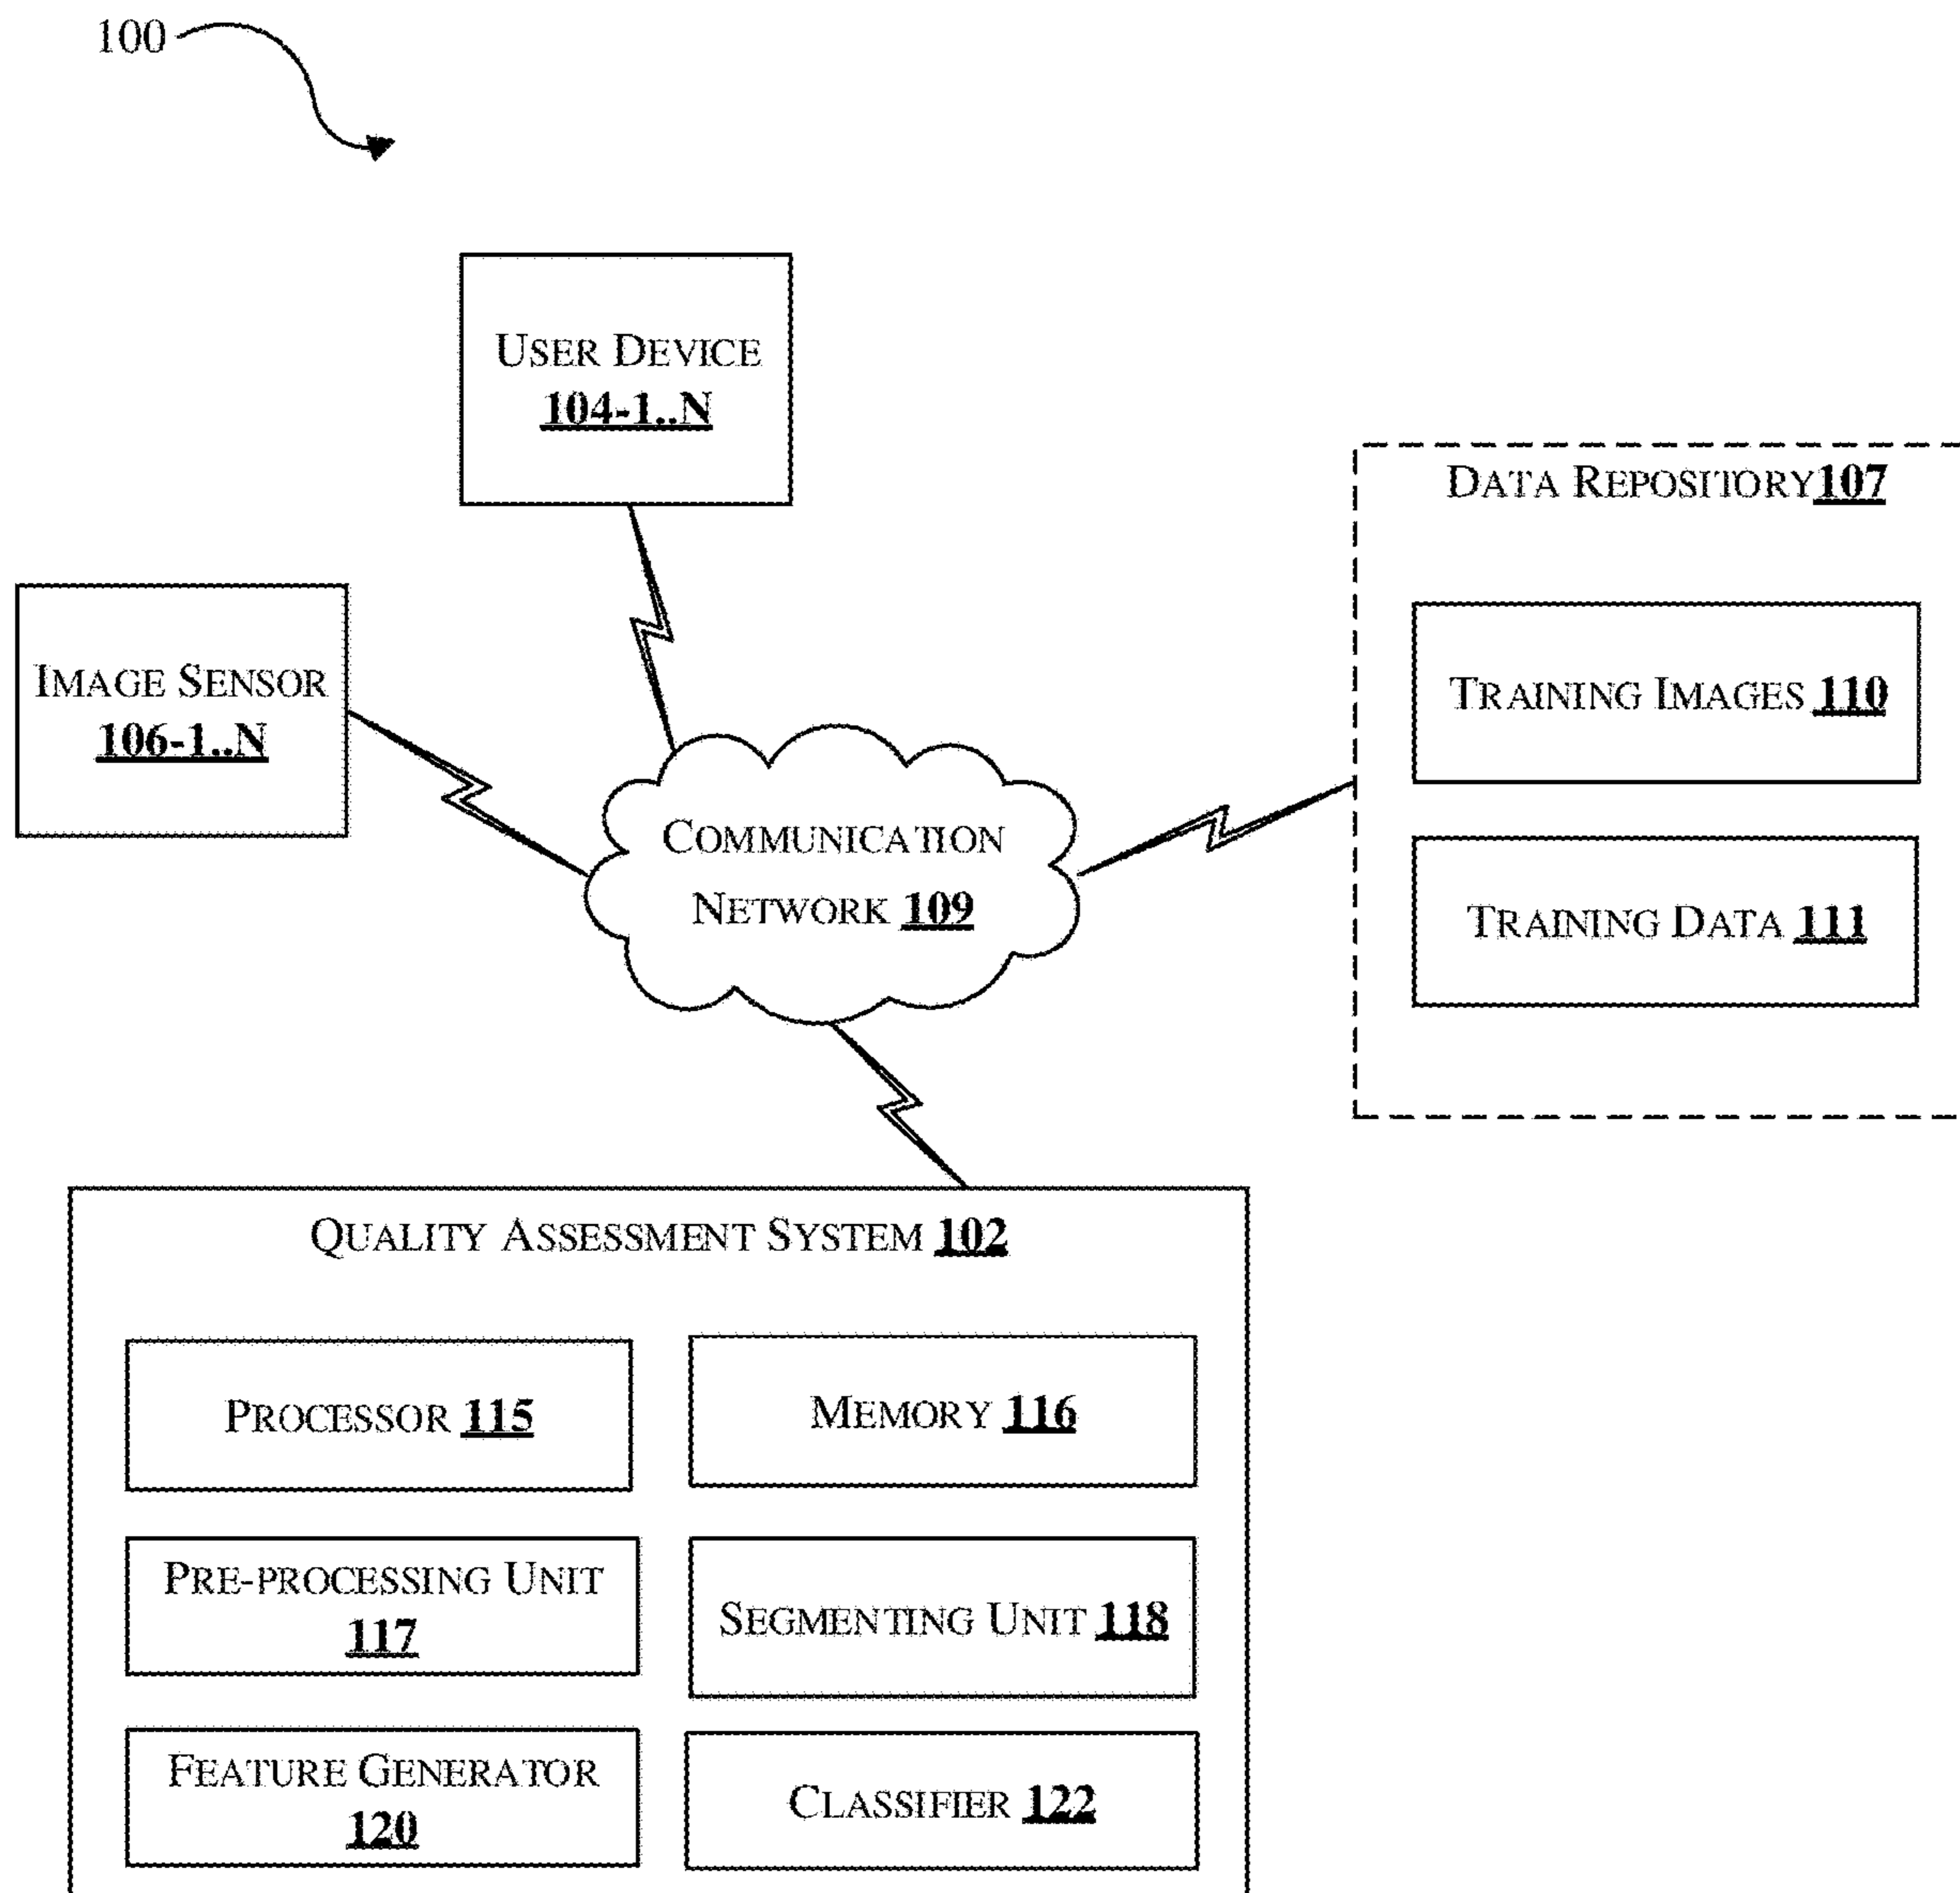 100
USER DEVICE
104-1..N
DATA REPOSITORY107
IMAGE SENSOR
106-1..N
TRAINING IMAGES 110
COMMUNICATION
NETWORK 109
TRAINING DATA 111
QUALITY ASSESSMENT SYSTEM 102
PROCESSOR 115
MEMORY 116
PRE-PROCESSING UNIT
117
SEGMENTING UNIT 118
FEATURE GENERATOR
120
CLASSIFIER 122